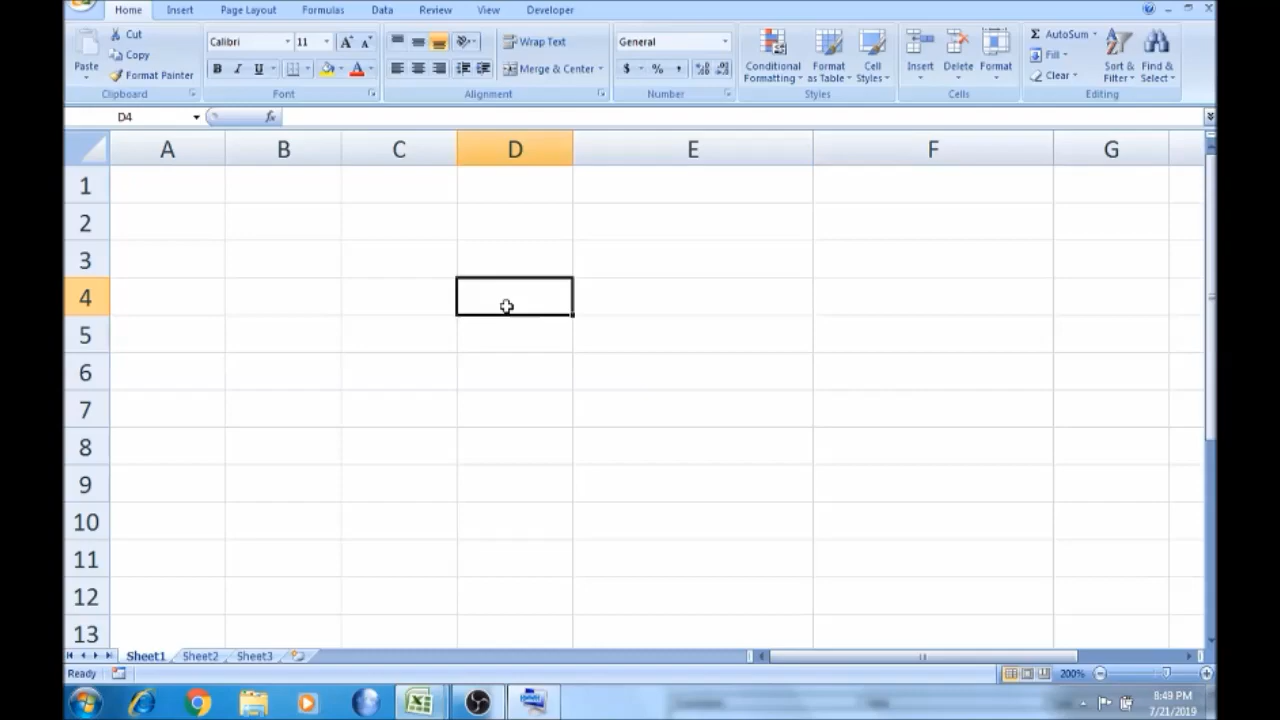 Home Insert Page Layout Formulas Data Review View Developer
Cut
Copy
Format Painter
Paste
Clipboard
Calibri 11 A A
B I U A
Font
Wrap Text
Merge & Center
Alignment
General
$ % ,
Number
Conditional Formatting
Format as Table
Cell Styles
Styles
Insert Delete Format
Cells
Σ AutoSum
Fill
Clear
Sort & Filter
Find & Select
Editing
D4 fx
A B C D E F G
1
2
3
4
5
6
7
8
9
10
11
12
13
Sheet1 Sheet2 Sheet3
Ready 200%
8:49 PM
7/21/2019